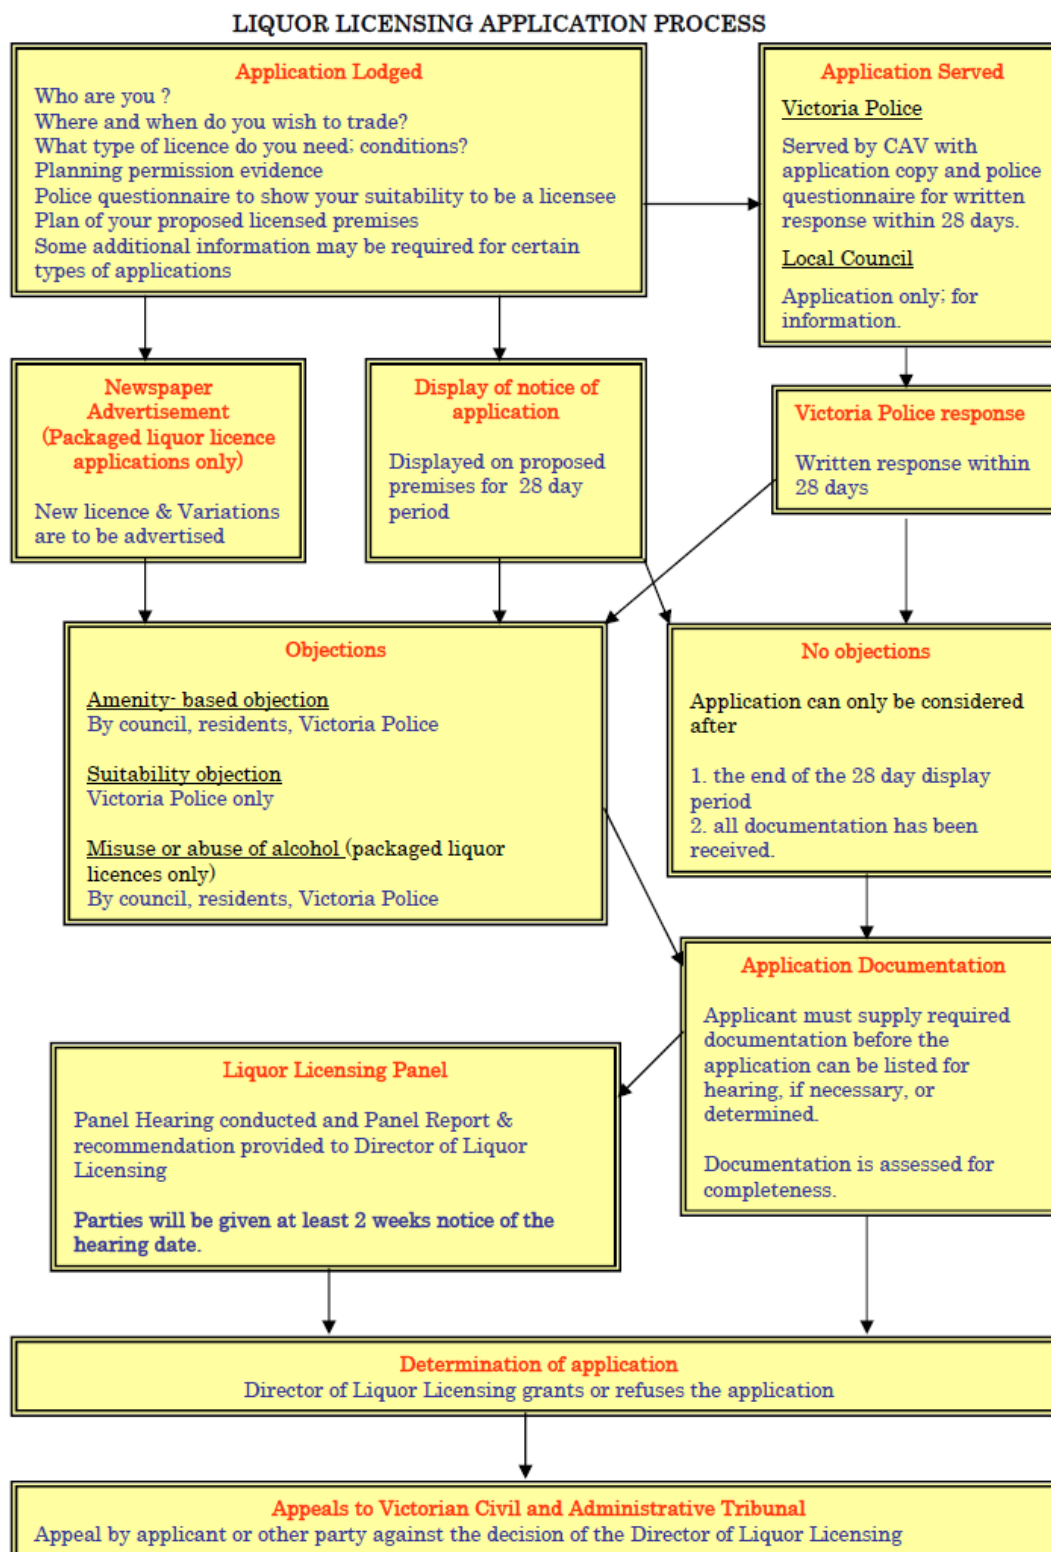 LIQUOR LICENSING APPLICATION PROCESS
Application Lodged
Who are you ?
Where and when do you wish to trade?
What type of licence do you need; conditions?
Planning permission evidence
Police questionnaire to show your suitability to be a licensee
Plan of your proposed licensed premises
Some additional information may be required for certain
types of applications
Application Served
Victoria Police
Served by CAV with
application copy and police
questionnaire for written
response within 28 days.
Local Council
Application only; for
information.
Newspaper
Advertisement
(Packaged liquor licence
applications only)
New licence & Variations
are to be advertised
Display of notice of
application
Displayed on proposed
premises for 28 day
period
Victoria Police response
Written response within
28 days
Objections
Amenity- based objection
By council, residents, Victoria Police
Suitability objection
Victoria Police only
Misuse or abuse of alcohol (packaged liquor
licences only)
By council, residents, Victoria Police
No objections
Application can only be considered
after
1. the end of the 28 day display
period
2. all documentation has been
received.
Application Documentation
Applicant must supply required
documentation before the
application can be listed for
hearing, if necessary, or
determined.
Documentation is assessed for
completeness.
Liquor Licensing Panel
Panel Hearing conducted and Panel Report &
recommendation provided to Director of Liquor
Licensing
Parties will be given at least 2 weeks notice of the
hearing date.
Determination of application
Director of Liquor Licensing grants or refuses the application
Appeals to Victorian Civil and Administrative Tribunal
Appeal by applicant or other party against the decision of the Director of Liquor Licensing